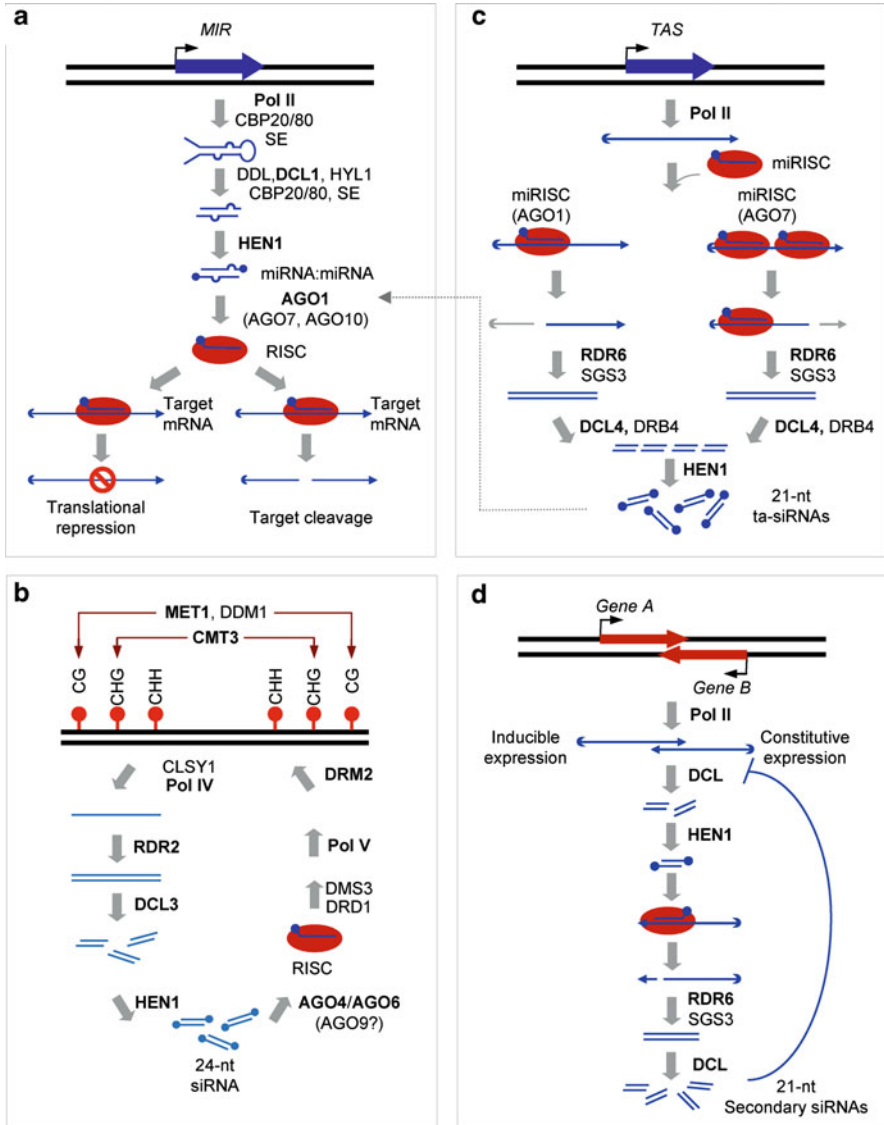 a
MIR
Pol II
CBP20/80
SE
DDL,DCL1, HYL1
CBP20/80, SE
HEN1
miRNA:miRNA
AGO1
(AGO7, AGO10)
RISC
Target
mRNA
Target
mRNA
Translational
repression
Target cleavage
c
TAS
Pol II
miRISC
miRISC
(AGO1)
miRISC
(AGO7)
RDR6
SGS3
RDR6
SGS3
DCL4, DRB4
DCL4, DRB4
HEN1
21-nt
ta-siRNAs
b
MET1, DDM1
CMT3
CG
CHG
CHH
CHH
CHG
CG
CLSY1
Pol IV
RDR2
DCL3
HEN1
24-nt
siRNA
AGO4/AGO6
(AGO9?)
RISC
DMS3
DRD1
Pol V
DRM2
d
Gene A
Gene B
Pol II
Inducible
expression
Constitutive
expression
DCL
HEN1
RDR6
SGS3
DCL
21-nt
Secondary siRNAs